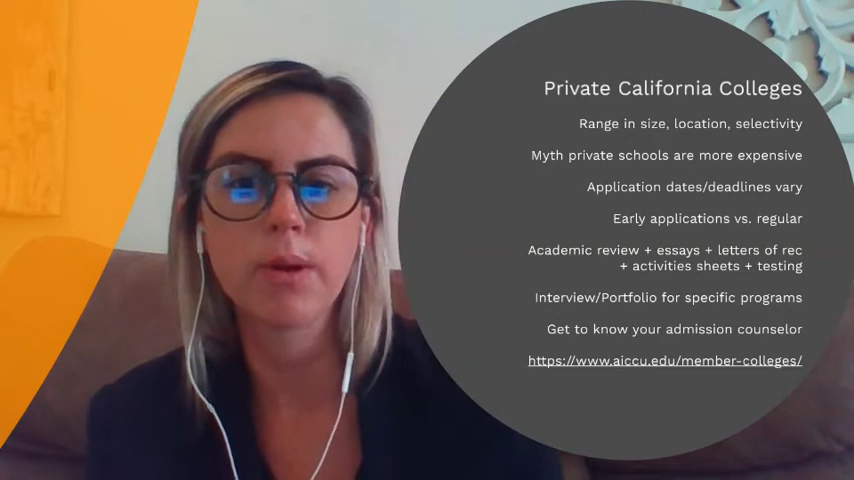 Private California Colleges
Range in size, location, selectivity
Myth private schools are more expensive
Application dates/deadlines vary
Early applications vs. regular
Academic review + essays + letters of rec
+ activities sheets + testing
Interview/Portfolio for specific programs
Get to know your admission counselor
https://www.aiccu.edu/member-colleges/